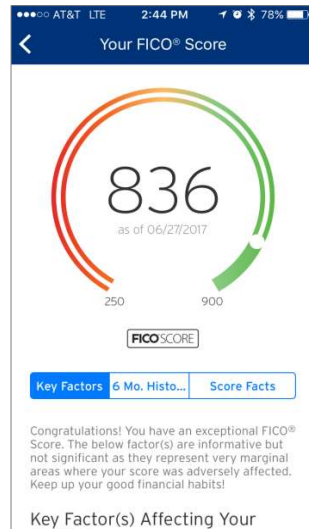 AT&T LTE 2:44 PM 78%
Your FICO® Score
836
as of 06/27/2017
250 900
FICO SCORE
Key Factors 6 Mo. Histo... Score Facts
Congratulations! You have an exceptional FICO®
Score. The below factor(s) are informative but
not significant as they represent very marginal
areas where your score was adversely affected.
Keep up your good financial habits!
Key Factor(s) Affecting Your